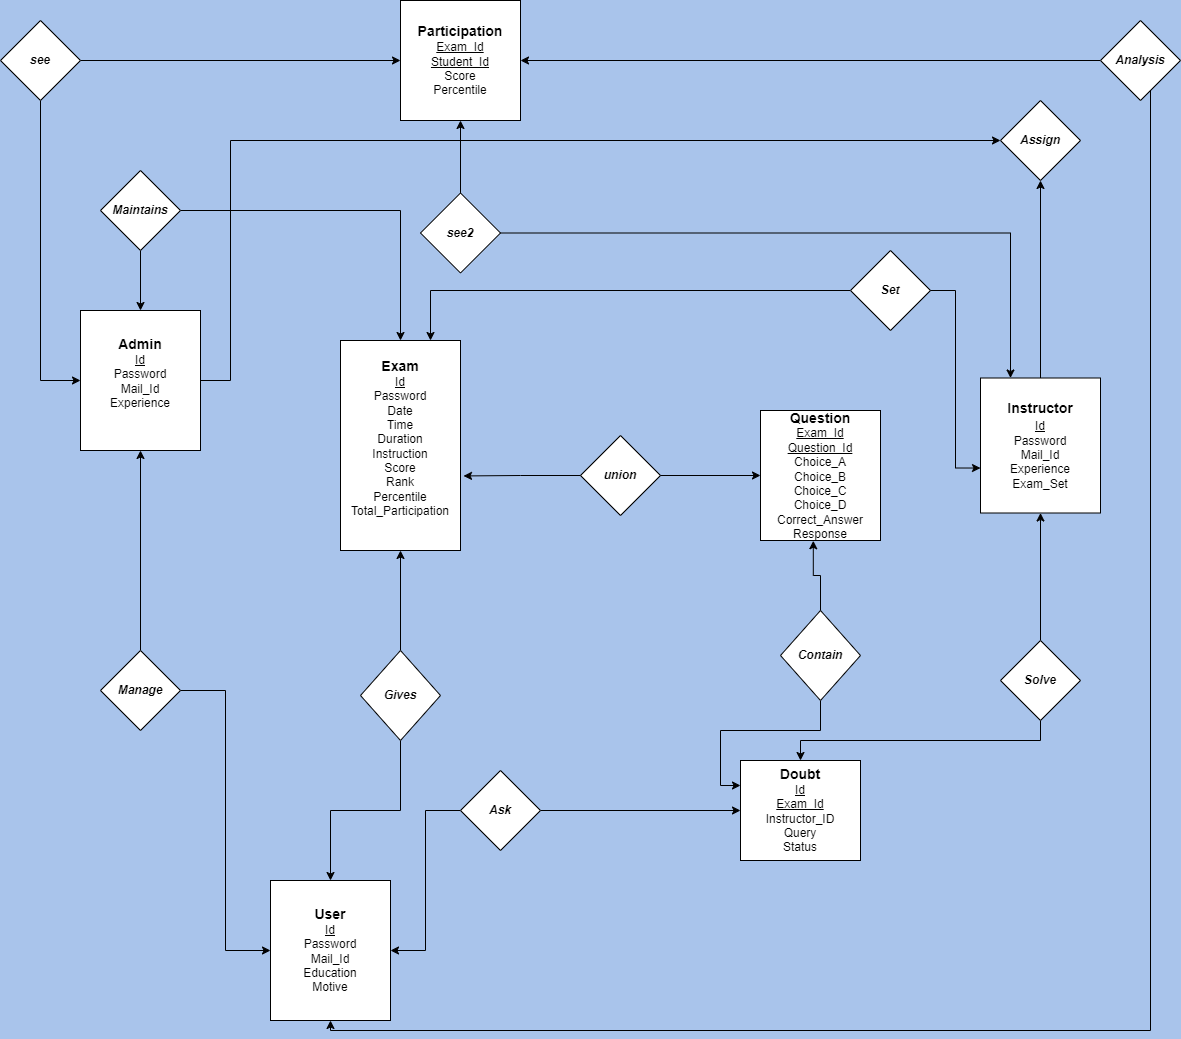 Participation
Exam_Id
Student_Id
Score
Percentile
see
Analysis
Assign
Maintains
see2
Set
Admin
Id
Password
Mail_Id
Experience
Exam
Id
Password
Date
Time
Duration
Instruction
Score
Rank
Percentile
Total_Participation
union
Question
Exam_Id
Question_Id
Choice_A
Choice_B
Choice_C
Choice_D
Correct_Answer
Response
Instructor
Id
Password
Mail_Id
Experience
Exam_Set
Manage
Gives
Contain
Solve
Ask
Doubt
Id
Exam_Id
Instructor_ID
Query
Status
User
Id
Password
Mail_Id
Education
Motive